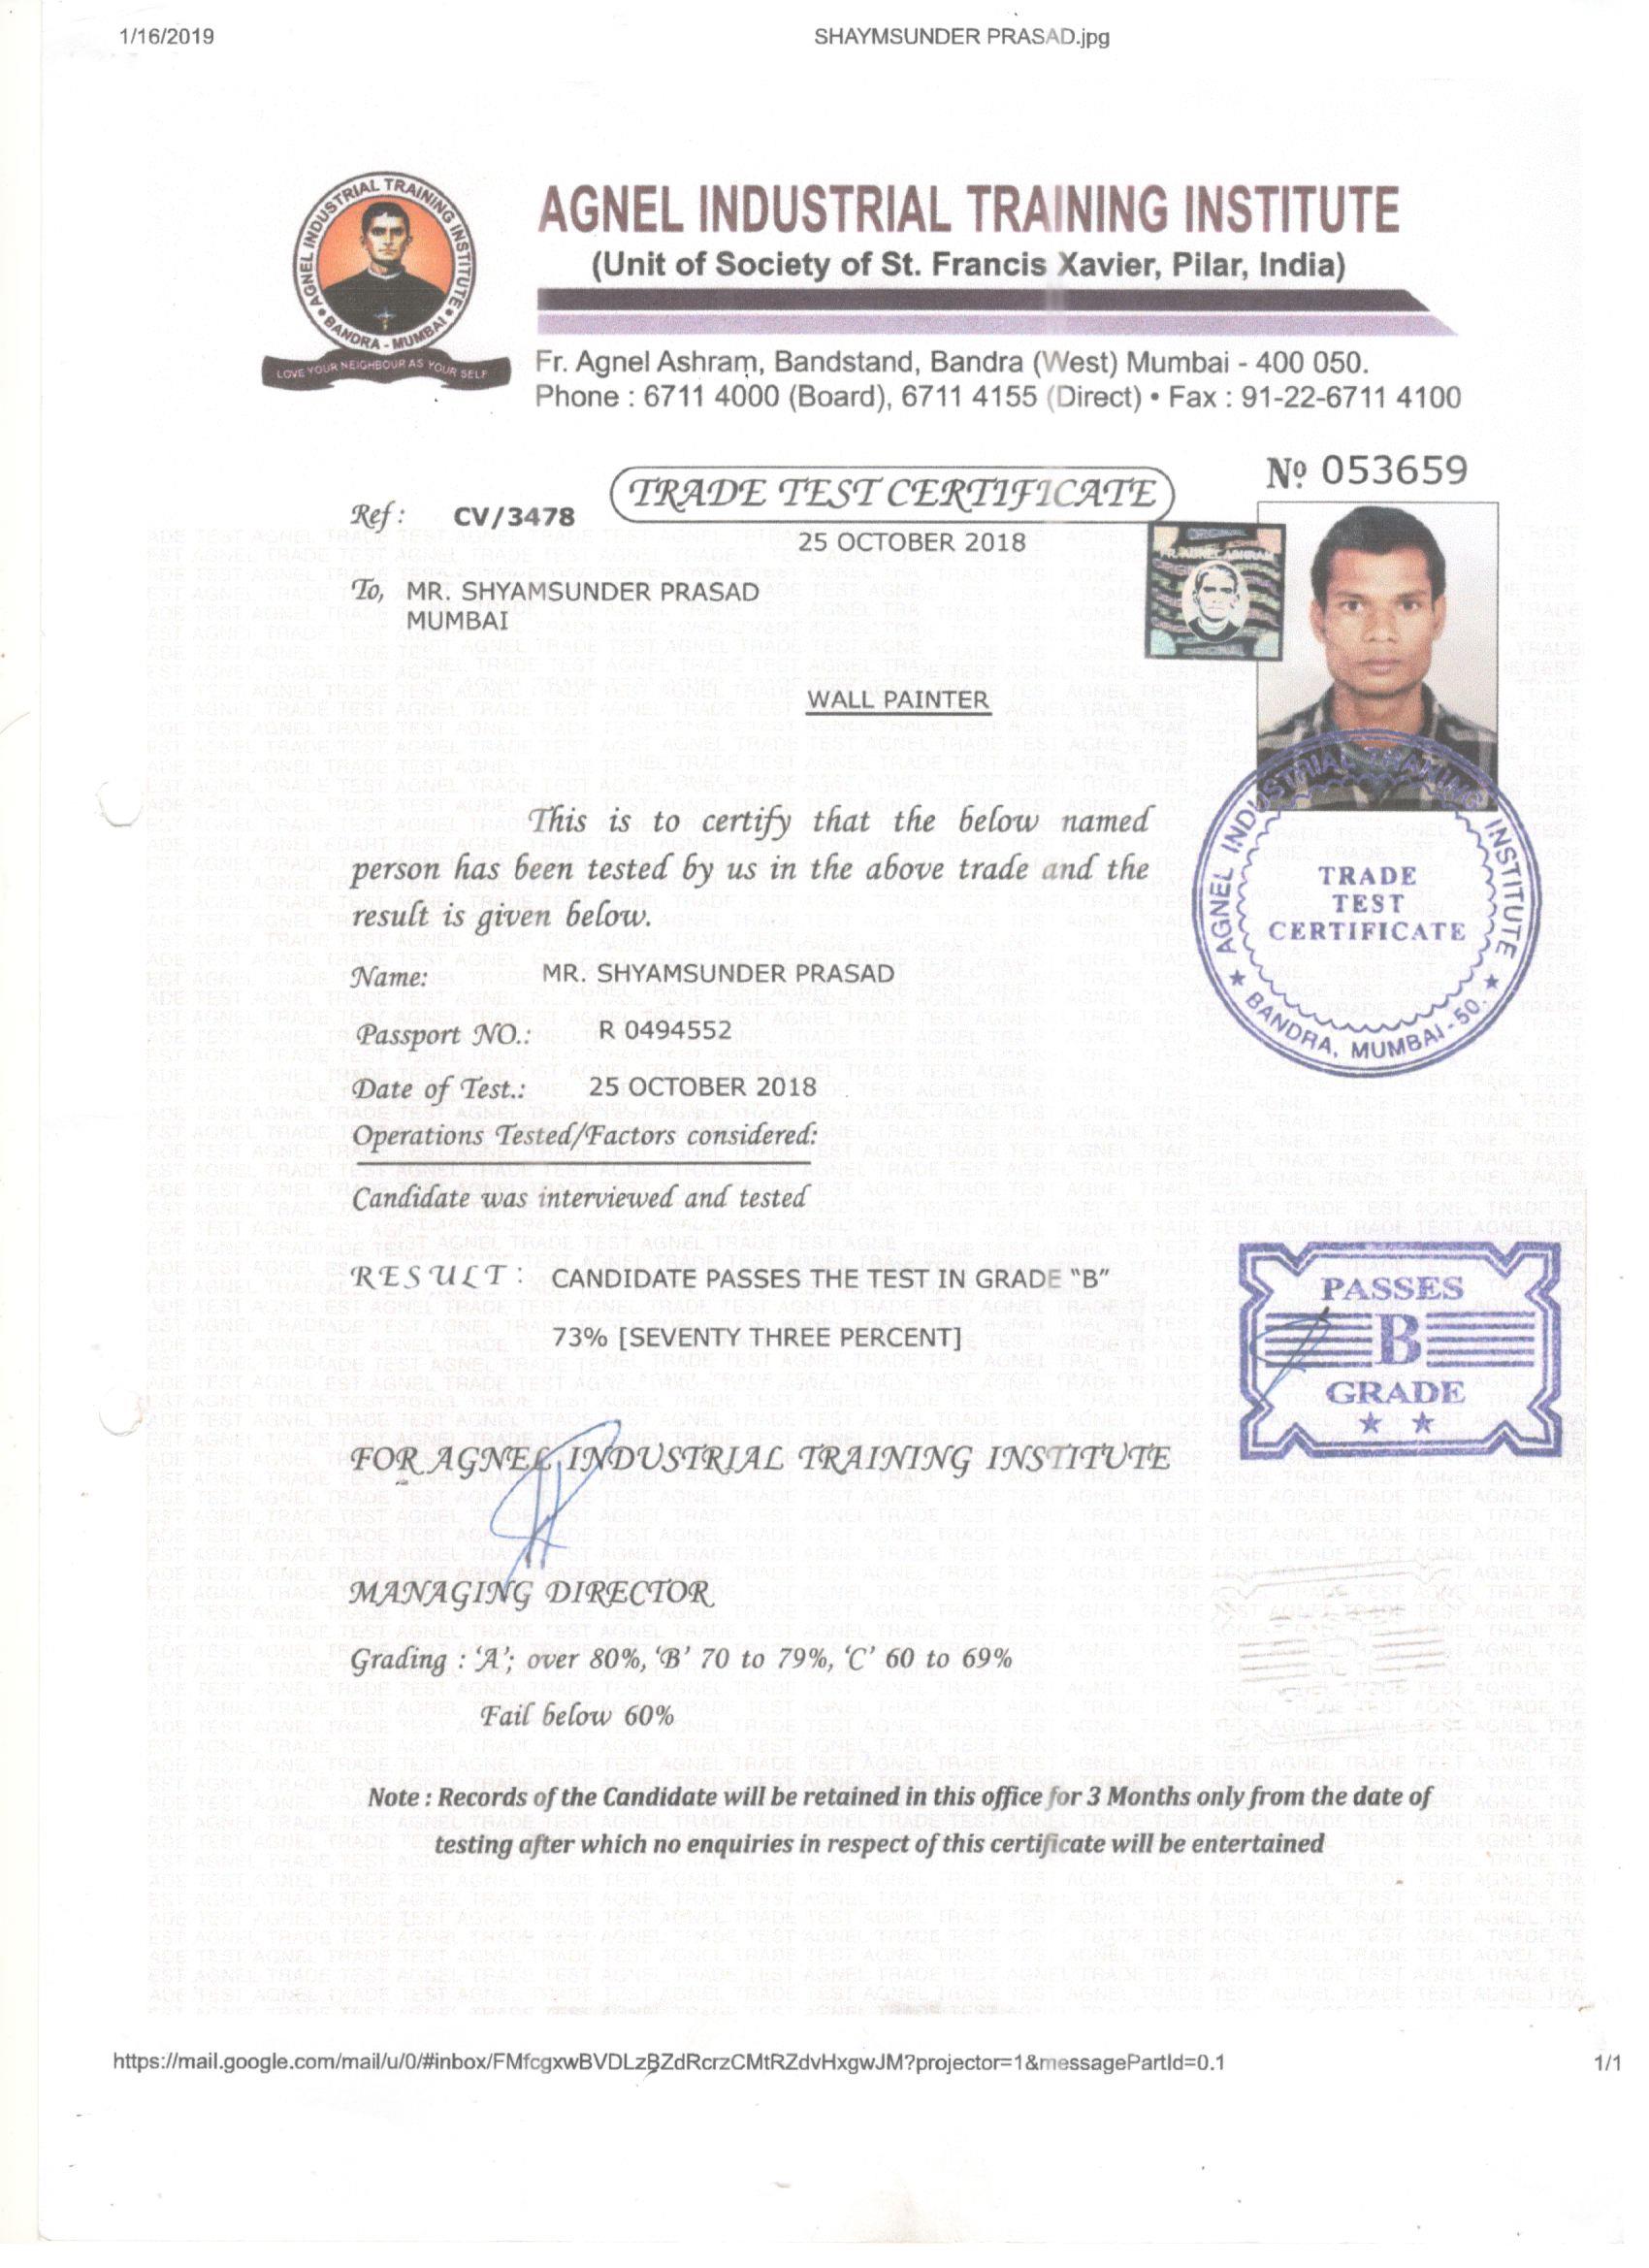 1/16/2019
SHAYMSUNDER PRASAD.jpg
AGNEL INDUSTRIAL TRAINING INSTITUTE
BANDRA - MUMBAI
LOVE YOUR NEIGHBOUR AS YOUR SELF
AGNEL INDUSTRIAL TRAINING INSTITUTE
(Unit of Society of St. Francis Xavier, Pilar, India)
Fr. Agnel Ashram, Bandstand, Bandra (West) Mumbai - 400 050.
Phone : 6711 4000 (Board), 6711 4155 (Direct) • Fax : 91-22-6711 4100
№ 053659
TRADE TEST CERTIFICATE
Ref : CV/3478
25 OCTOBER 2018
ORIGINAL
FR. AGNEL ASHRAM
ORIGINAL
To, MR. SHYAMSUNDER PRASAD
MUMBAI
WALL PAINTER
This is to certify that the below named
person has been tested by us in the above trade and the
result is given below.
AGNEL INDUSTRIAL TRAINING INSTITUTE
TRADE
TEST
CERTIFICATE
★ BANDRA, MUMBAI - 50. ★
Name: MR. SHYAMSUNDER PRASAD
Passport NO.: R 0494552
Date of Test.: 25 OCTOBER 2018
Operations Tested/Factors considered:
Candidate was interviewed and tested
RESULT : CANDIDATE PASSES THE TEST IN GRADE "B"
73% [SEVENTY THREE PERCENT]
PASSES
B
GRADE
★ ★
FOR AGNEL INDUSTRIAL TRAINING INSTITUTE
MANAGING DIRECTOR
Grading : 'A'; over 80%, 'B' 70 to 79%, 'C' 60 to 69%
Fail below 60%
Note : Records of the Candidate will be retained in this office for 3 Months only from the date of
testing after which no enquiries in respect of this certificate will be entertained
https://mail.google.com/mail/u/0/#inbox/FMfcgxwBVDLzBZdRcrzCMtRZdvHxgwJM?projector=1&messagePartId=0.1
1/1